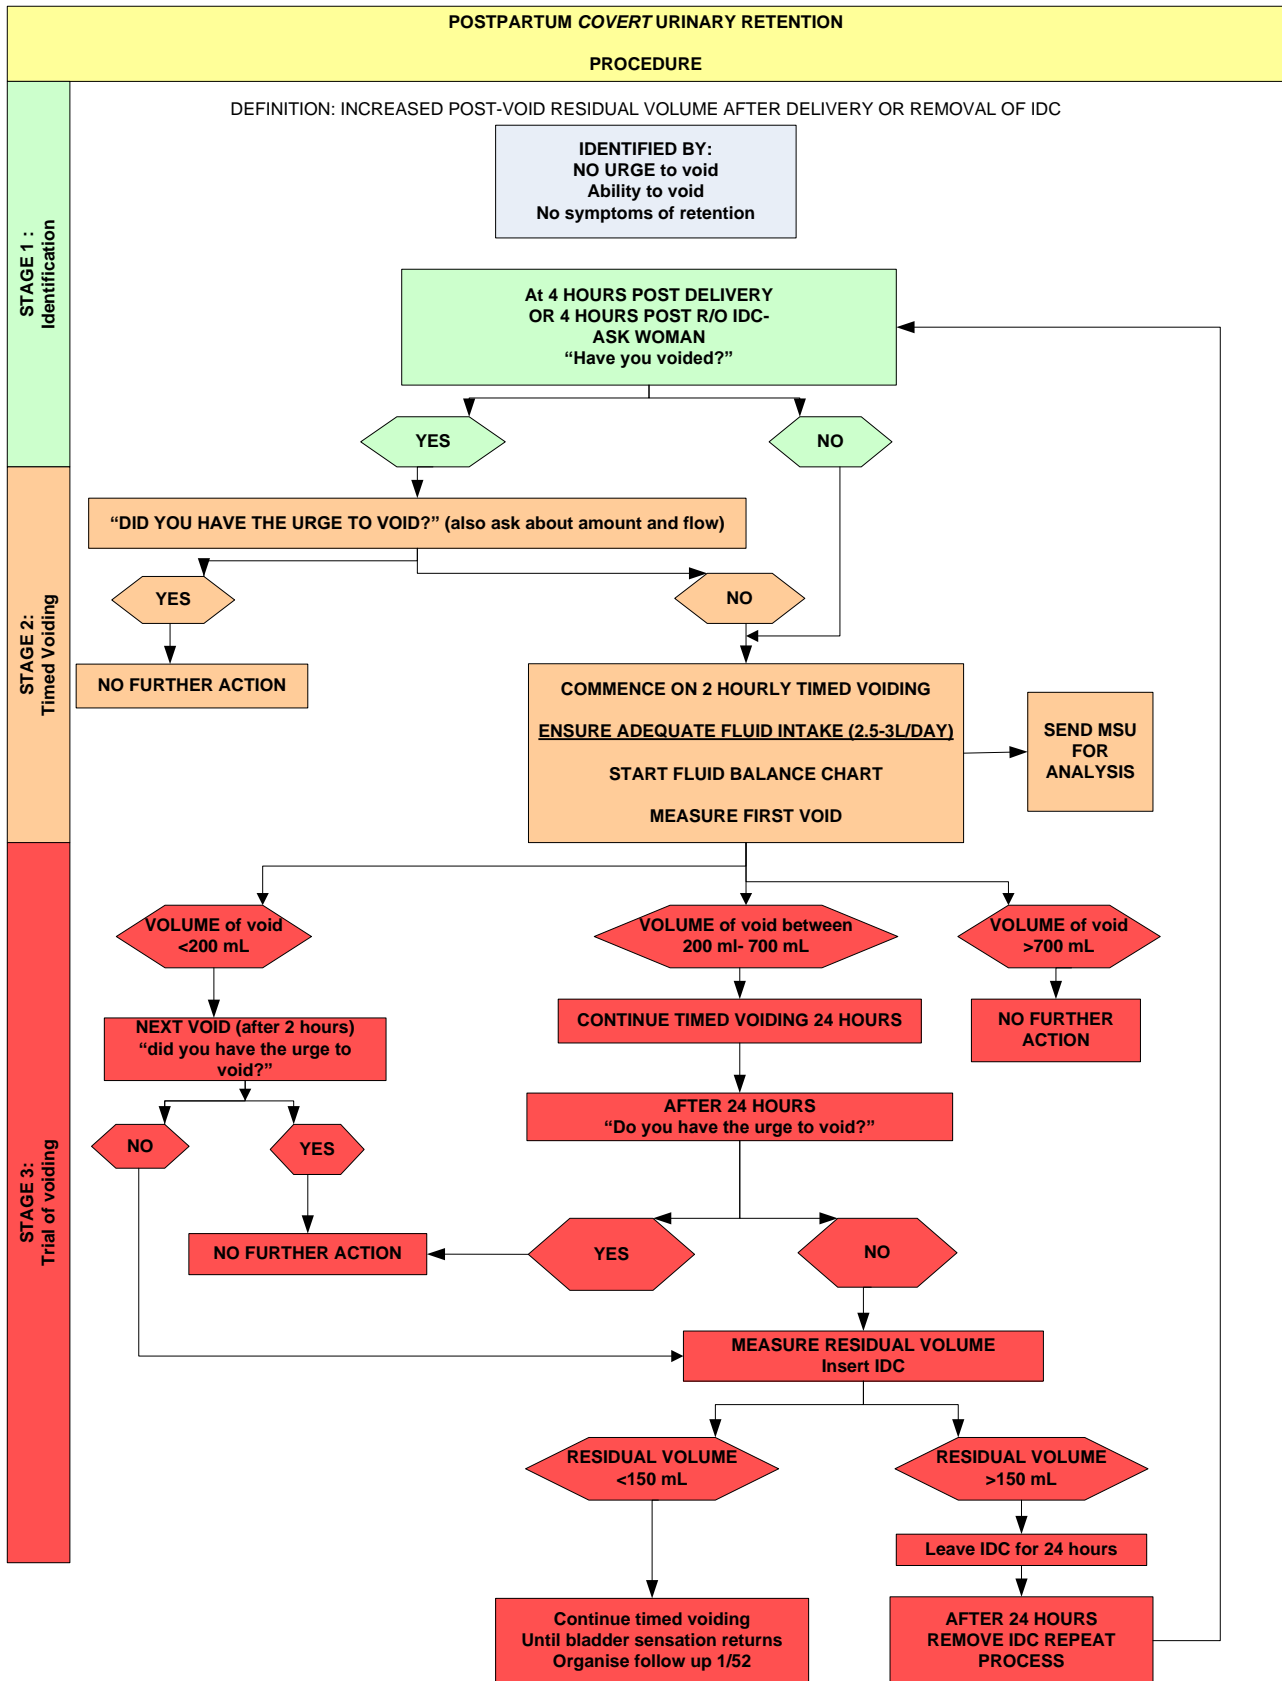 POSTPARTUM COVERT URINARY RETENTION
PROCEDURE
DEFINITION: INCREASED POST-VOID RESIDUAL VOLUME AFTER DELIVERY OR REMOVAL OF IDC
STAGE 1 :
Identification
IDENTIFIED BY:
NO URGE to void
Ability to void
No symptoms of retention
At 4 HOURS POST DELIVERY
OR 4 HOURS POST R/O IDC-
ASK WOMAN
“Have you voided?”
YES
NO
STAGE 2:
Timed Voiding
“DID YOU HAVE THE URGE TO VOID?” (also ask about amount and flow)
YES
NO
NO FURTHER ACTION
COMMENCE ON 2 HOURLY TIMED VOIDING
ENSURE ADEQUATE FLUID INTAKE (2.5-3L/DAY)
START FLUID BALANCE CHART
MEASURE FIRST VOID
SEND MSU
FOR
ANALYSIS
STAGE 3:
Trial of voiding
VOLUME of void
<200 mL
VOLUME of void between
200 ml- 700 mL
VOLUME of void
>700 mL
NEXT VOID (after 2 hours)
“did you have the urge to
void?”
CONTINUE TIMED VOIDING 24 HOURS
NO FURTHER
ACTION
AFTER 24 HOURS
“Do you have the urge to void?”
NO
YES
NO FURTHER ACTION
YES
NO
MEASURE RESIDUAL VOLUME
Insert IDC
RESIDUAL VOLUME
<150 mL
RESIDUAL VOLUME
>150 mL
Leave IDC for 24 hours
Continue timed voiding
Until bladder sensation returns
Organise follow up 1/52
AFTER 24 HOURS
REMOVE IDC REPEAT
PROCESS